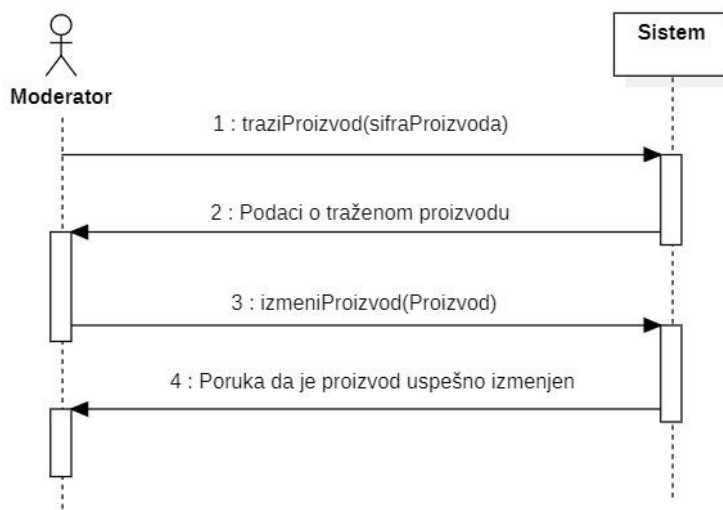 Sistem
Moderator
1 : traziProizvod(sifraProizvoda)
2 : Podaci o traženom proizvodu
3 : izmeniProizvod(Proizvod)
4 : Poruka da je proizvod uspešno izmenjen